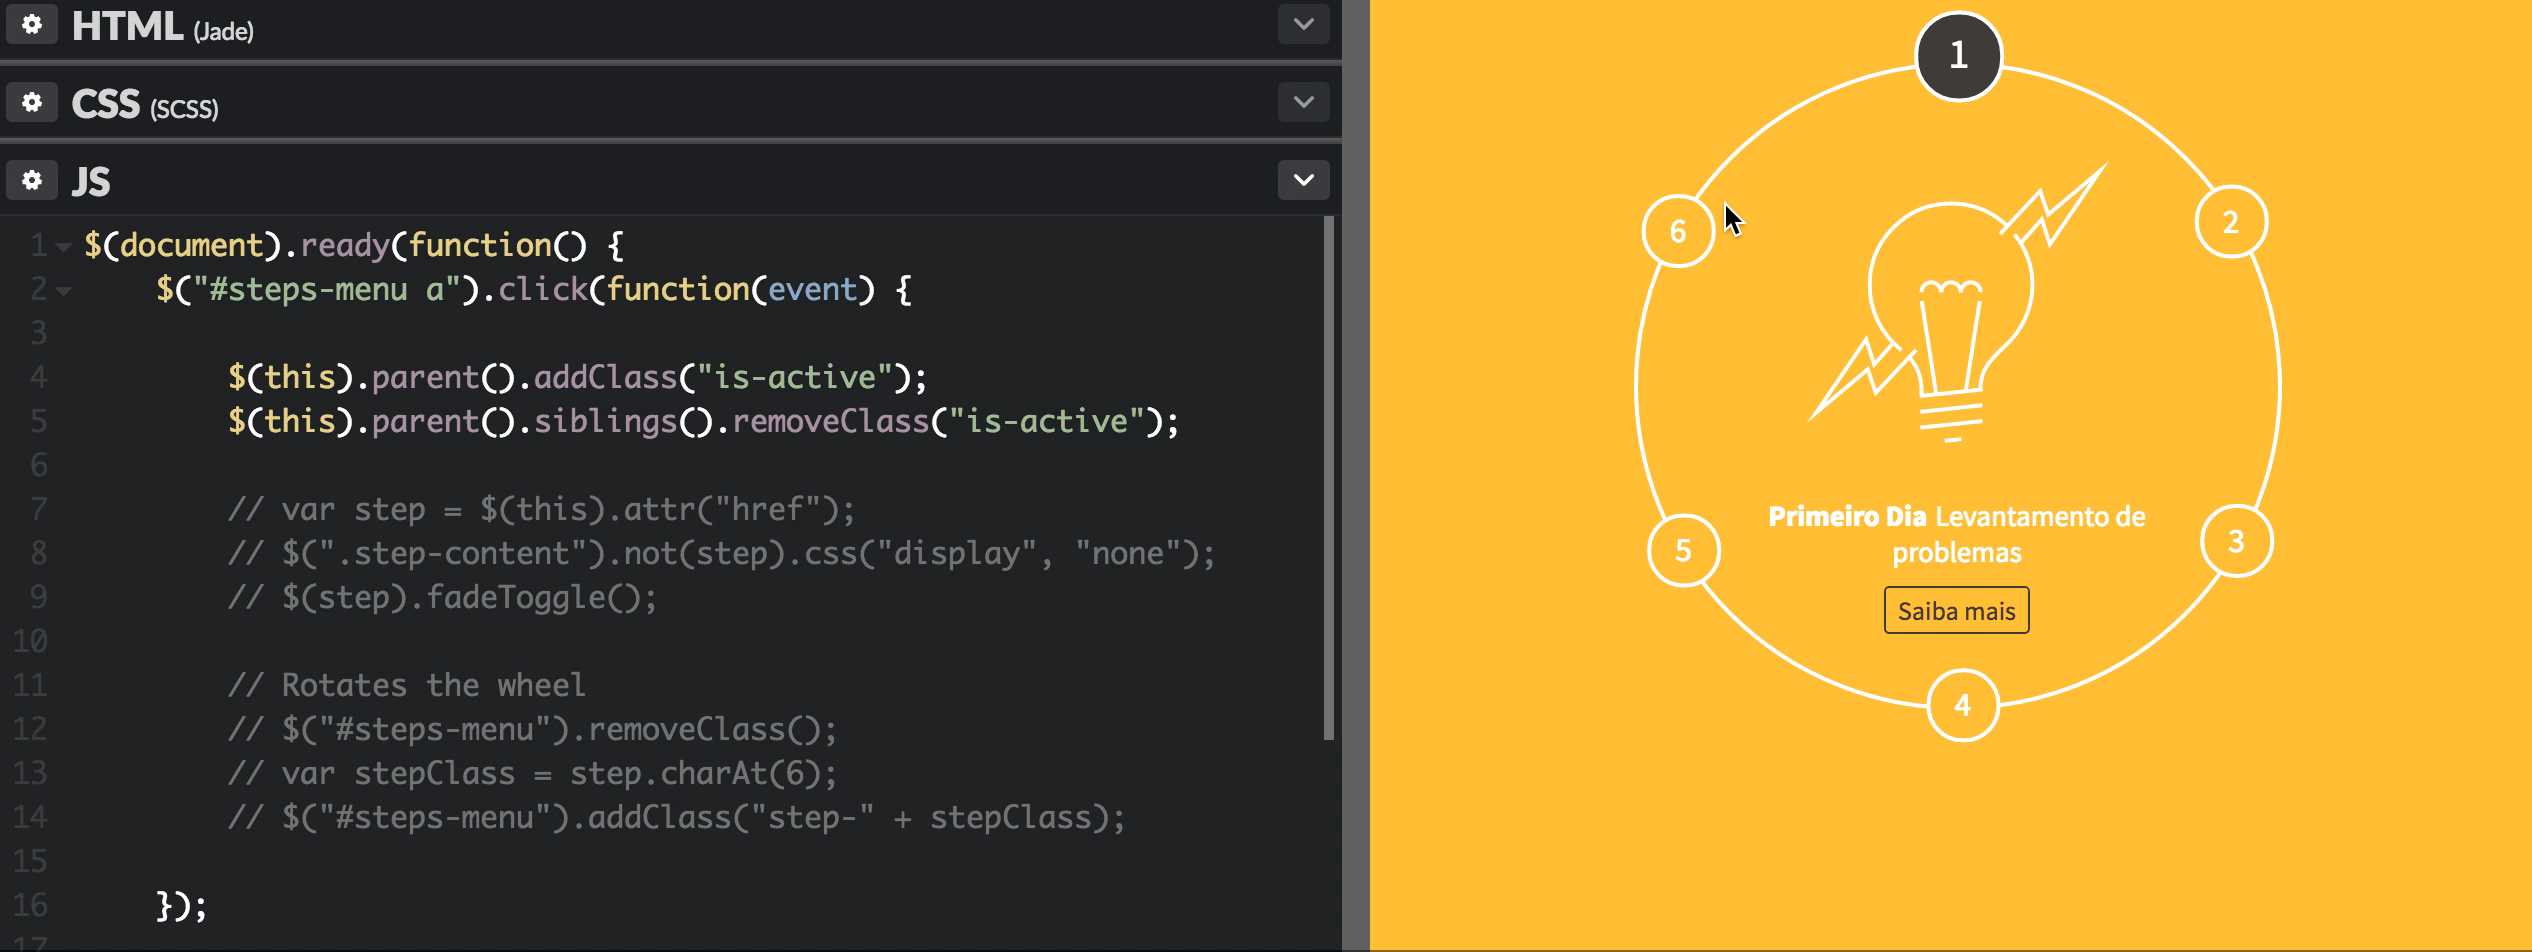 HTML (Jade)
CSS (SCSS)
JS
1 $(document).ready(function() {
2 $("#steps-menu a").click(function(event) {
3
4 $(this).parent().addClass("is-active");
5 $(this).parent().siblings().removeClass("is-active");
6
7 // var step = $(this).attr("href");
8 // $(".step-content").not(step).css("display", "none");
9 // $(step).fadeToggle();
10
11 // Rotates the wheel
12 // $("#steps-menu").removeClass();
13 // var stepClass = step.charAt(6);
14 // $("#steps-menu").addClass("step-" + stepClass);
15
16 });
17
1
2
3
4
5
6
Primeiro Dia Levantamento de
problemas
Saiba mais